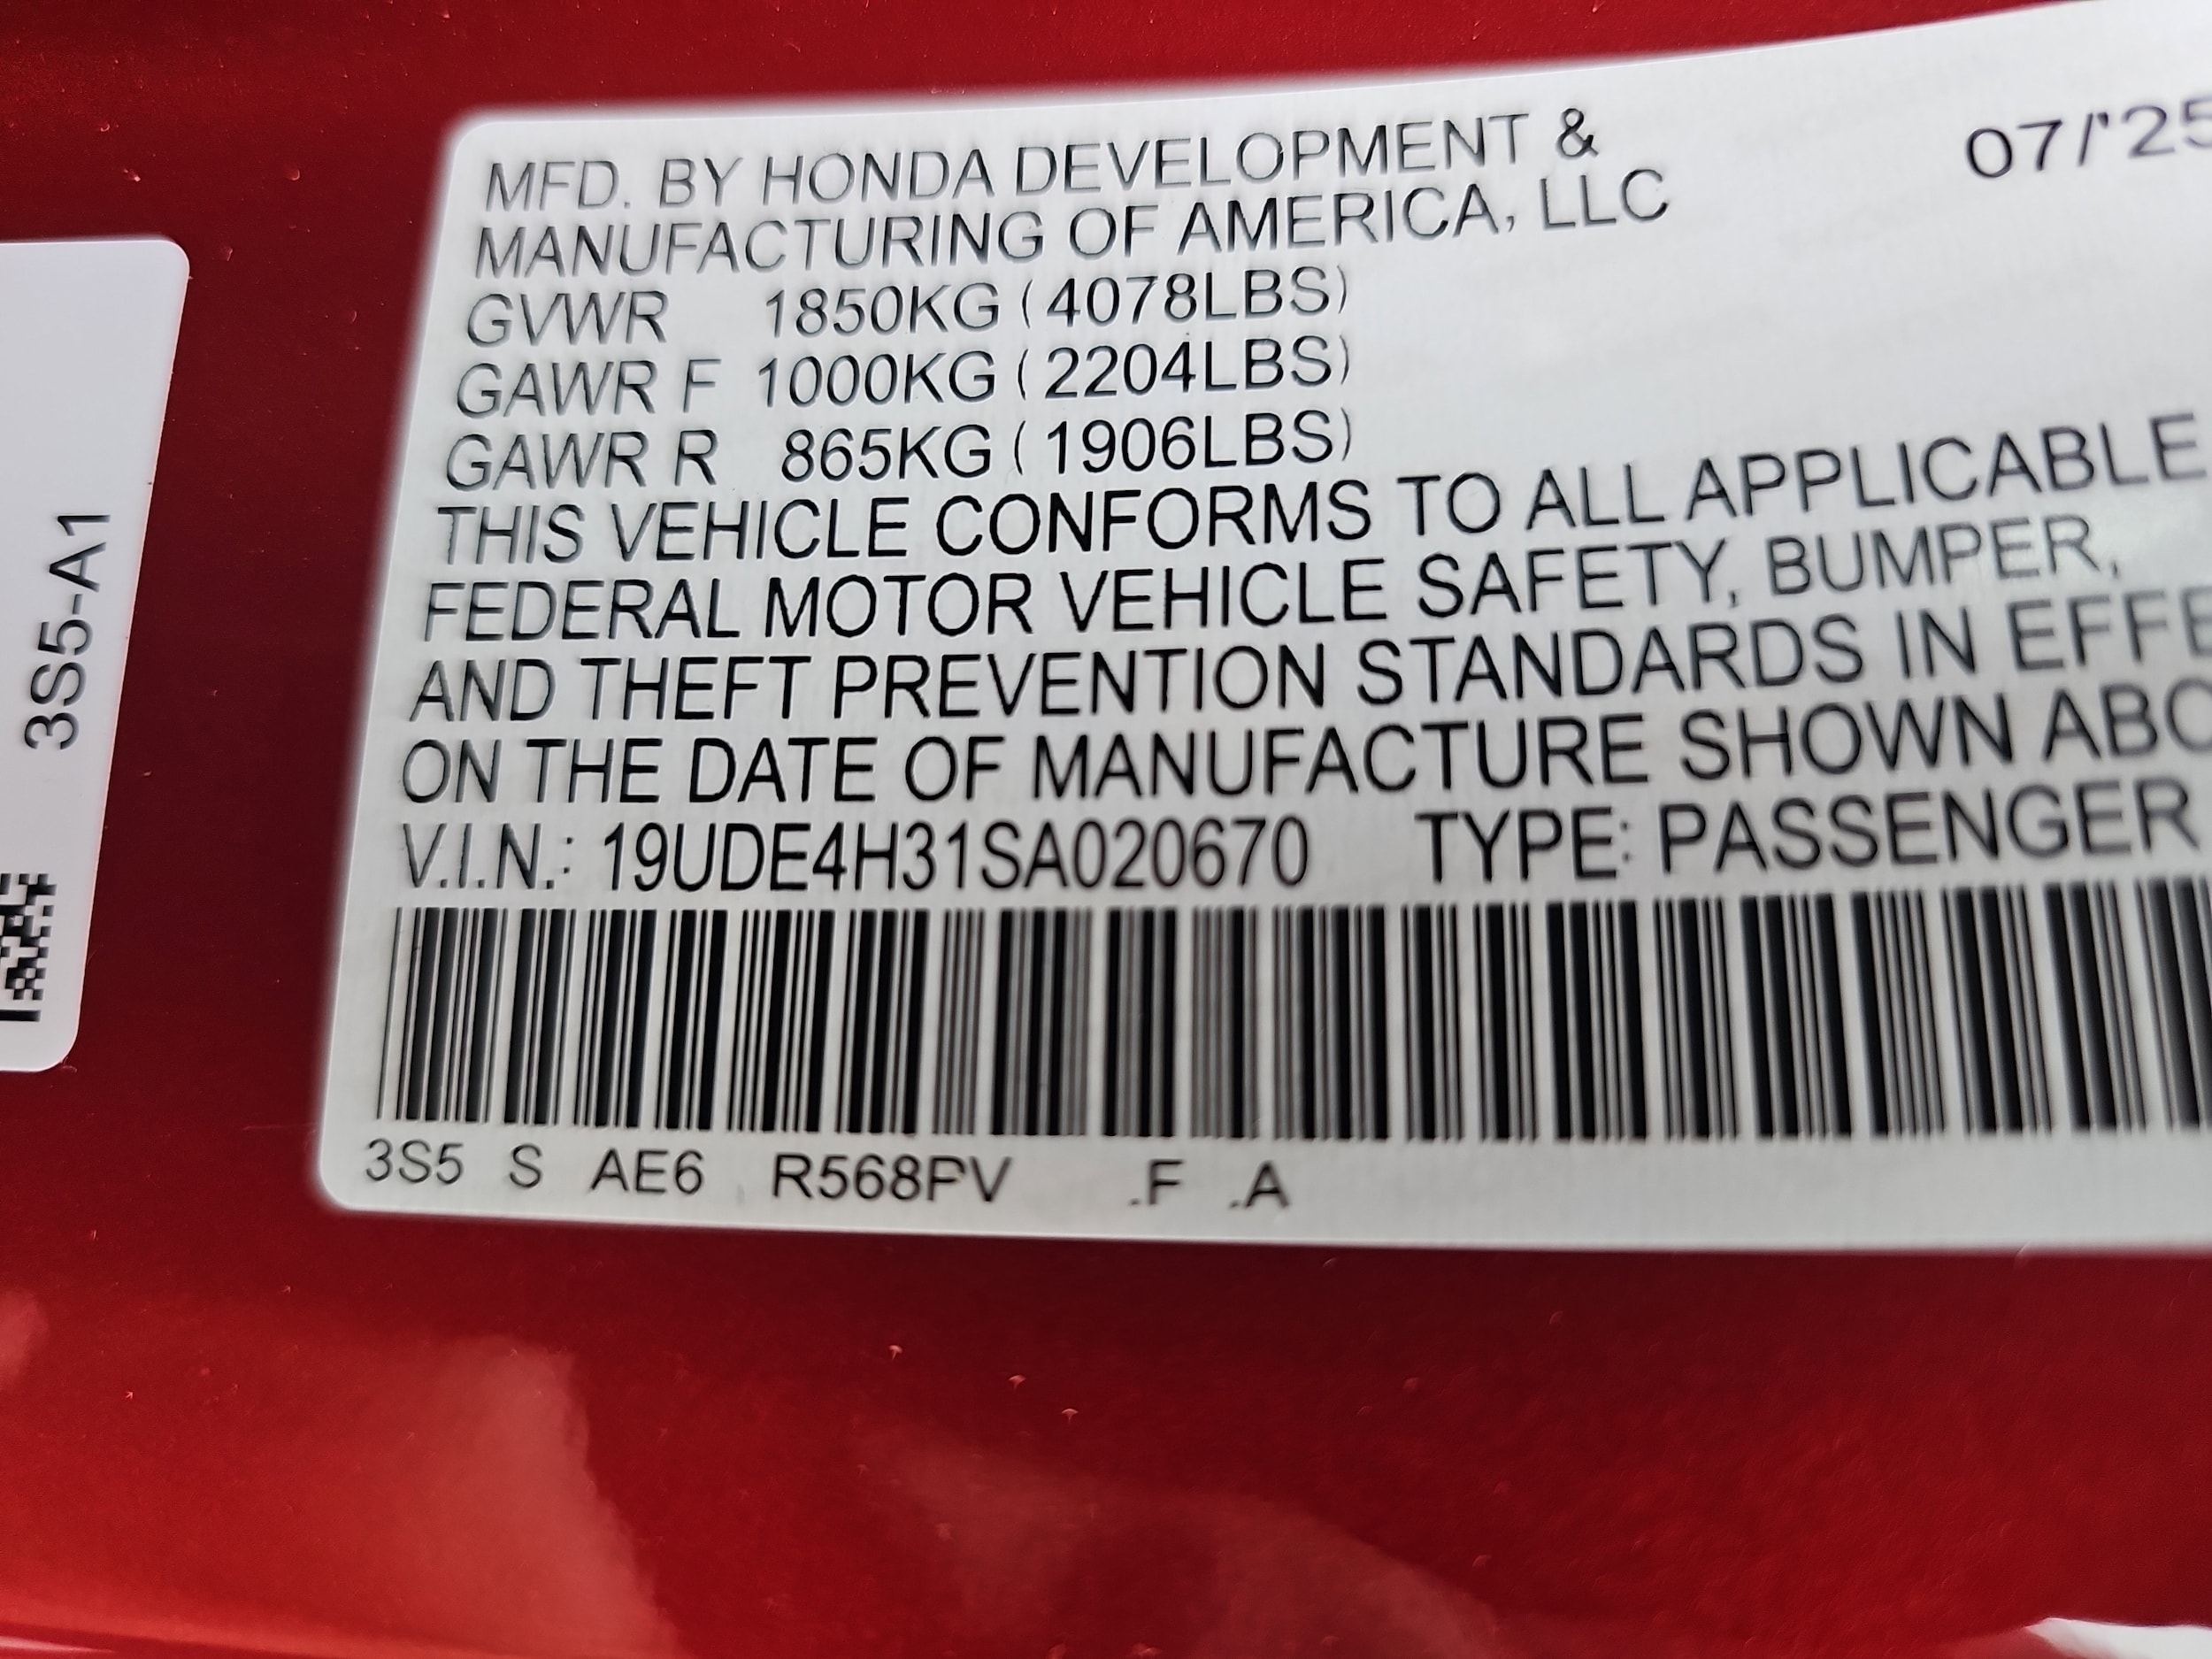 MFD. BY HONDA DEVELOPMENT & 07/'25
MANUFACTURING OF AMERICA, LLC
GVWR 1850KG (4078LBS)
GAWR F 1000KG (2204LBS)
GAWR R 865KG (1906LBS)
THIS VEHICLE CONFORMS TO ALL APPLICABLE
FEDERAL MOTOR VEHICLE SAFETY, BUMPER,
AND THEFT PREVENTION STANDARDS IN EFFE
ON THE DATE OF MANUFACTURE SHOWN ABO
V.I.N.: 19UDE4H31SA020670 TYPE: PASSENGER
3S5 S AE6 R568PV .F .A
3S5-A1